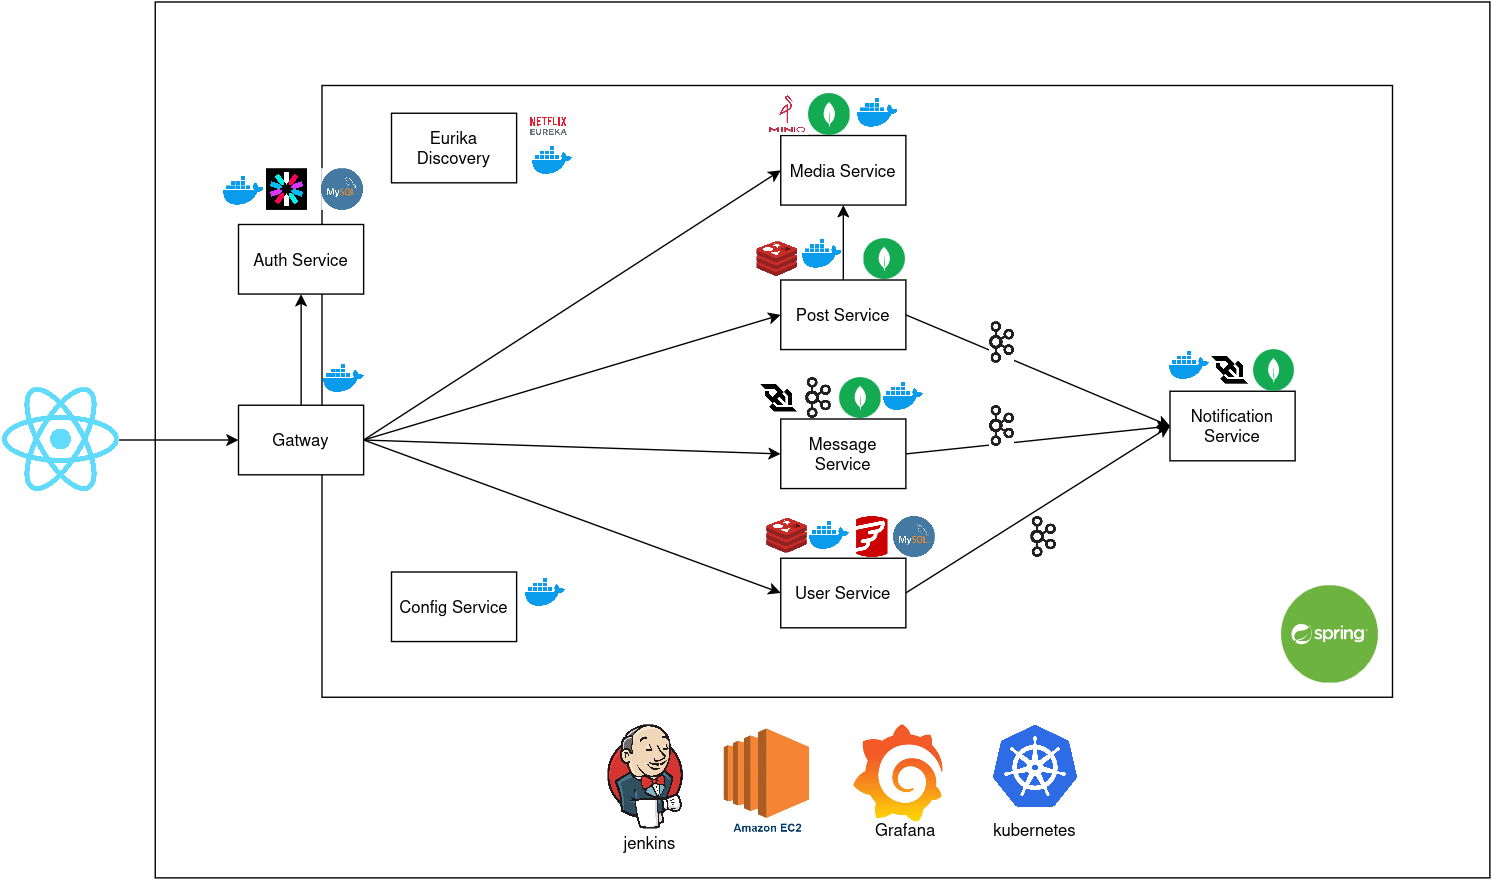 Eurika
Discovery
NETFLIX
EUREKA
MINIO
Media Service
MySQL
Auth Service
Post Service
Gatway
Message
Service
Notification
Service
MySQL
User Service
Config Service
spring
jenkins
Amazon EC2
Grafana
kubernetes